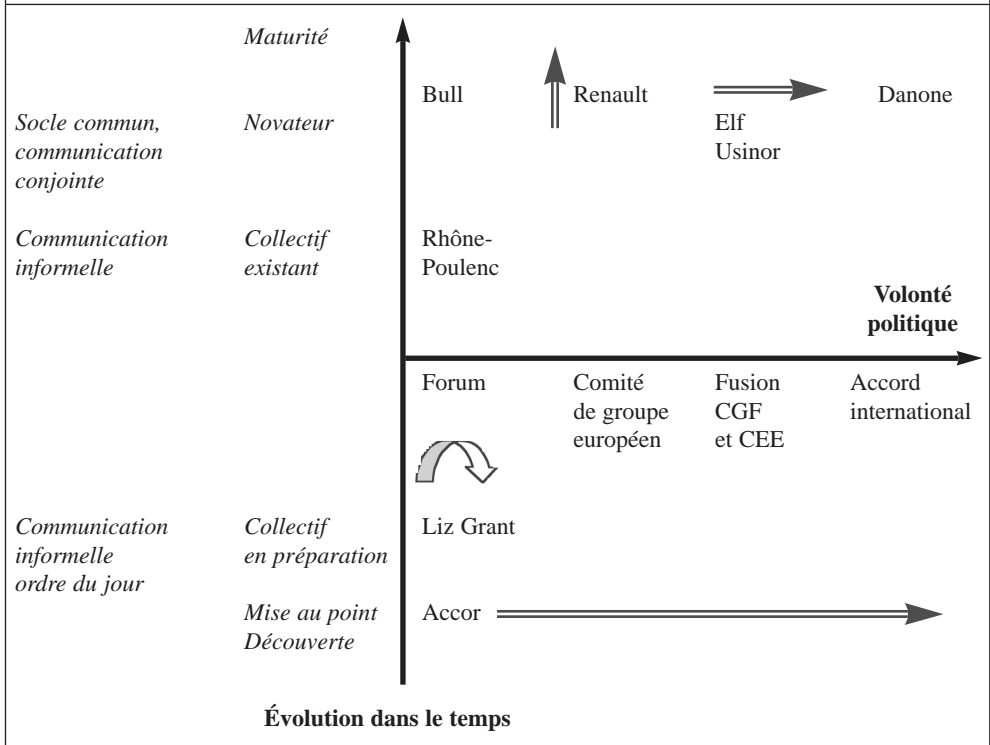 Maturité
Bull
Renault
Danone
Socle commun,
communication
conjointe
Novateur
Elf
Usinor
Communication
informelle
Collectif
existant
Rhône-
Poulenc
Volonté
politique
Forum
Comité
de groupe
européen
Fusion
CGF
et CEE
Accord
international
Communication
informelle
ordre du jour
Collectif
en préparation
Liz Grant
Mise au point
Découverte
Accor
Évolution dans le temps